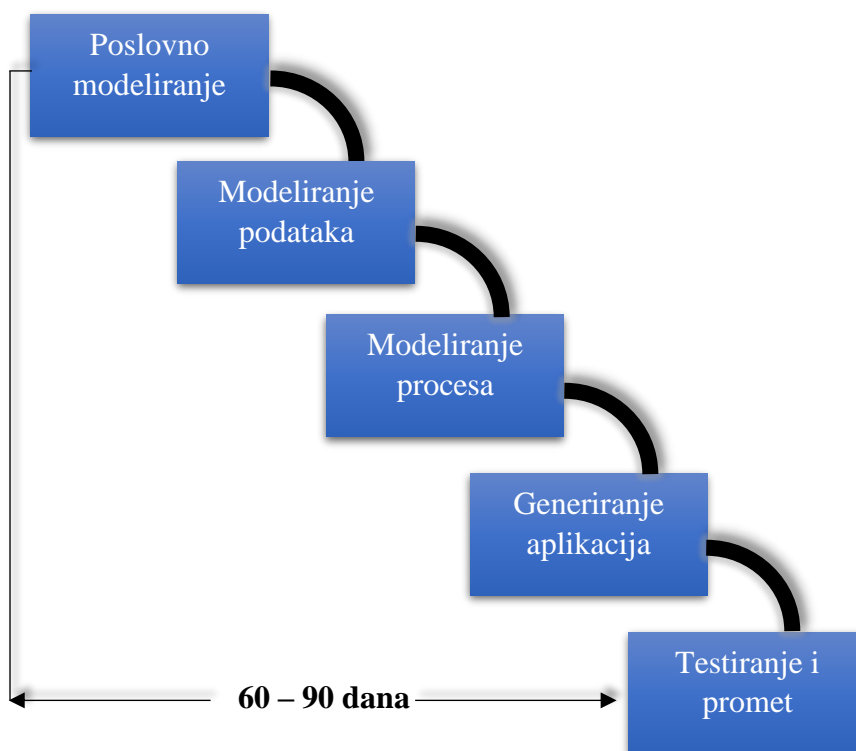 Poslovno
modeliranje
Modeliranje
podataka
Modeliranje
procesa
Generiranje
aplikacija
Testiranje i
promet
60 – 90 dana